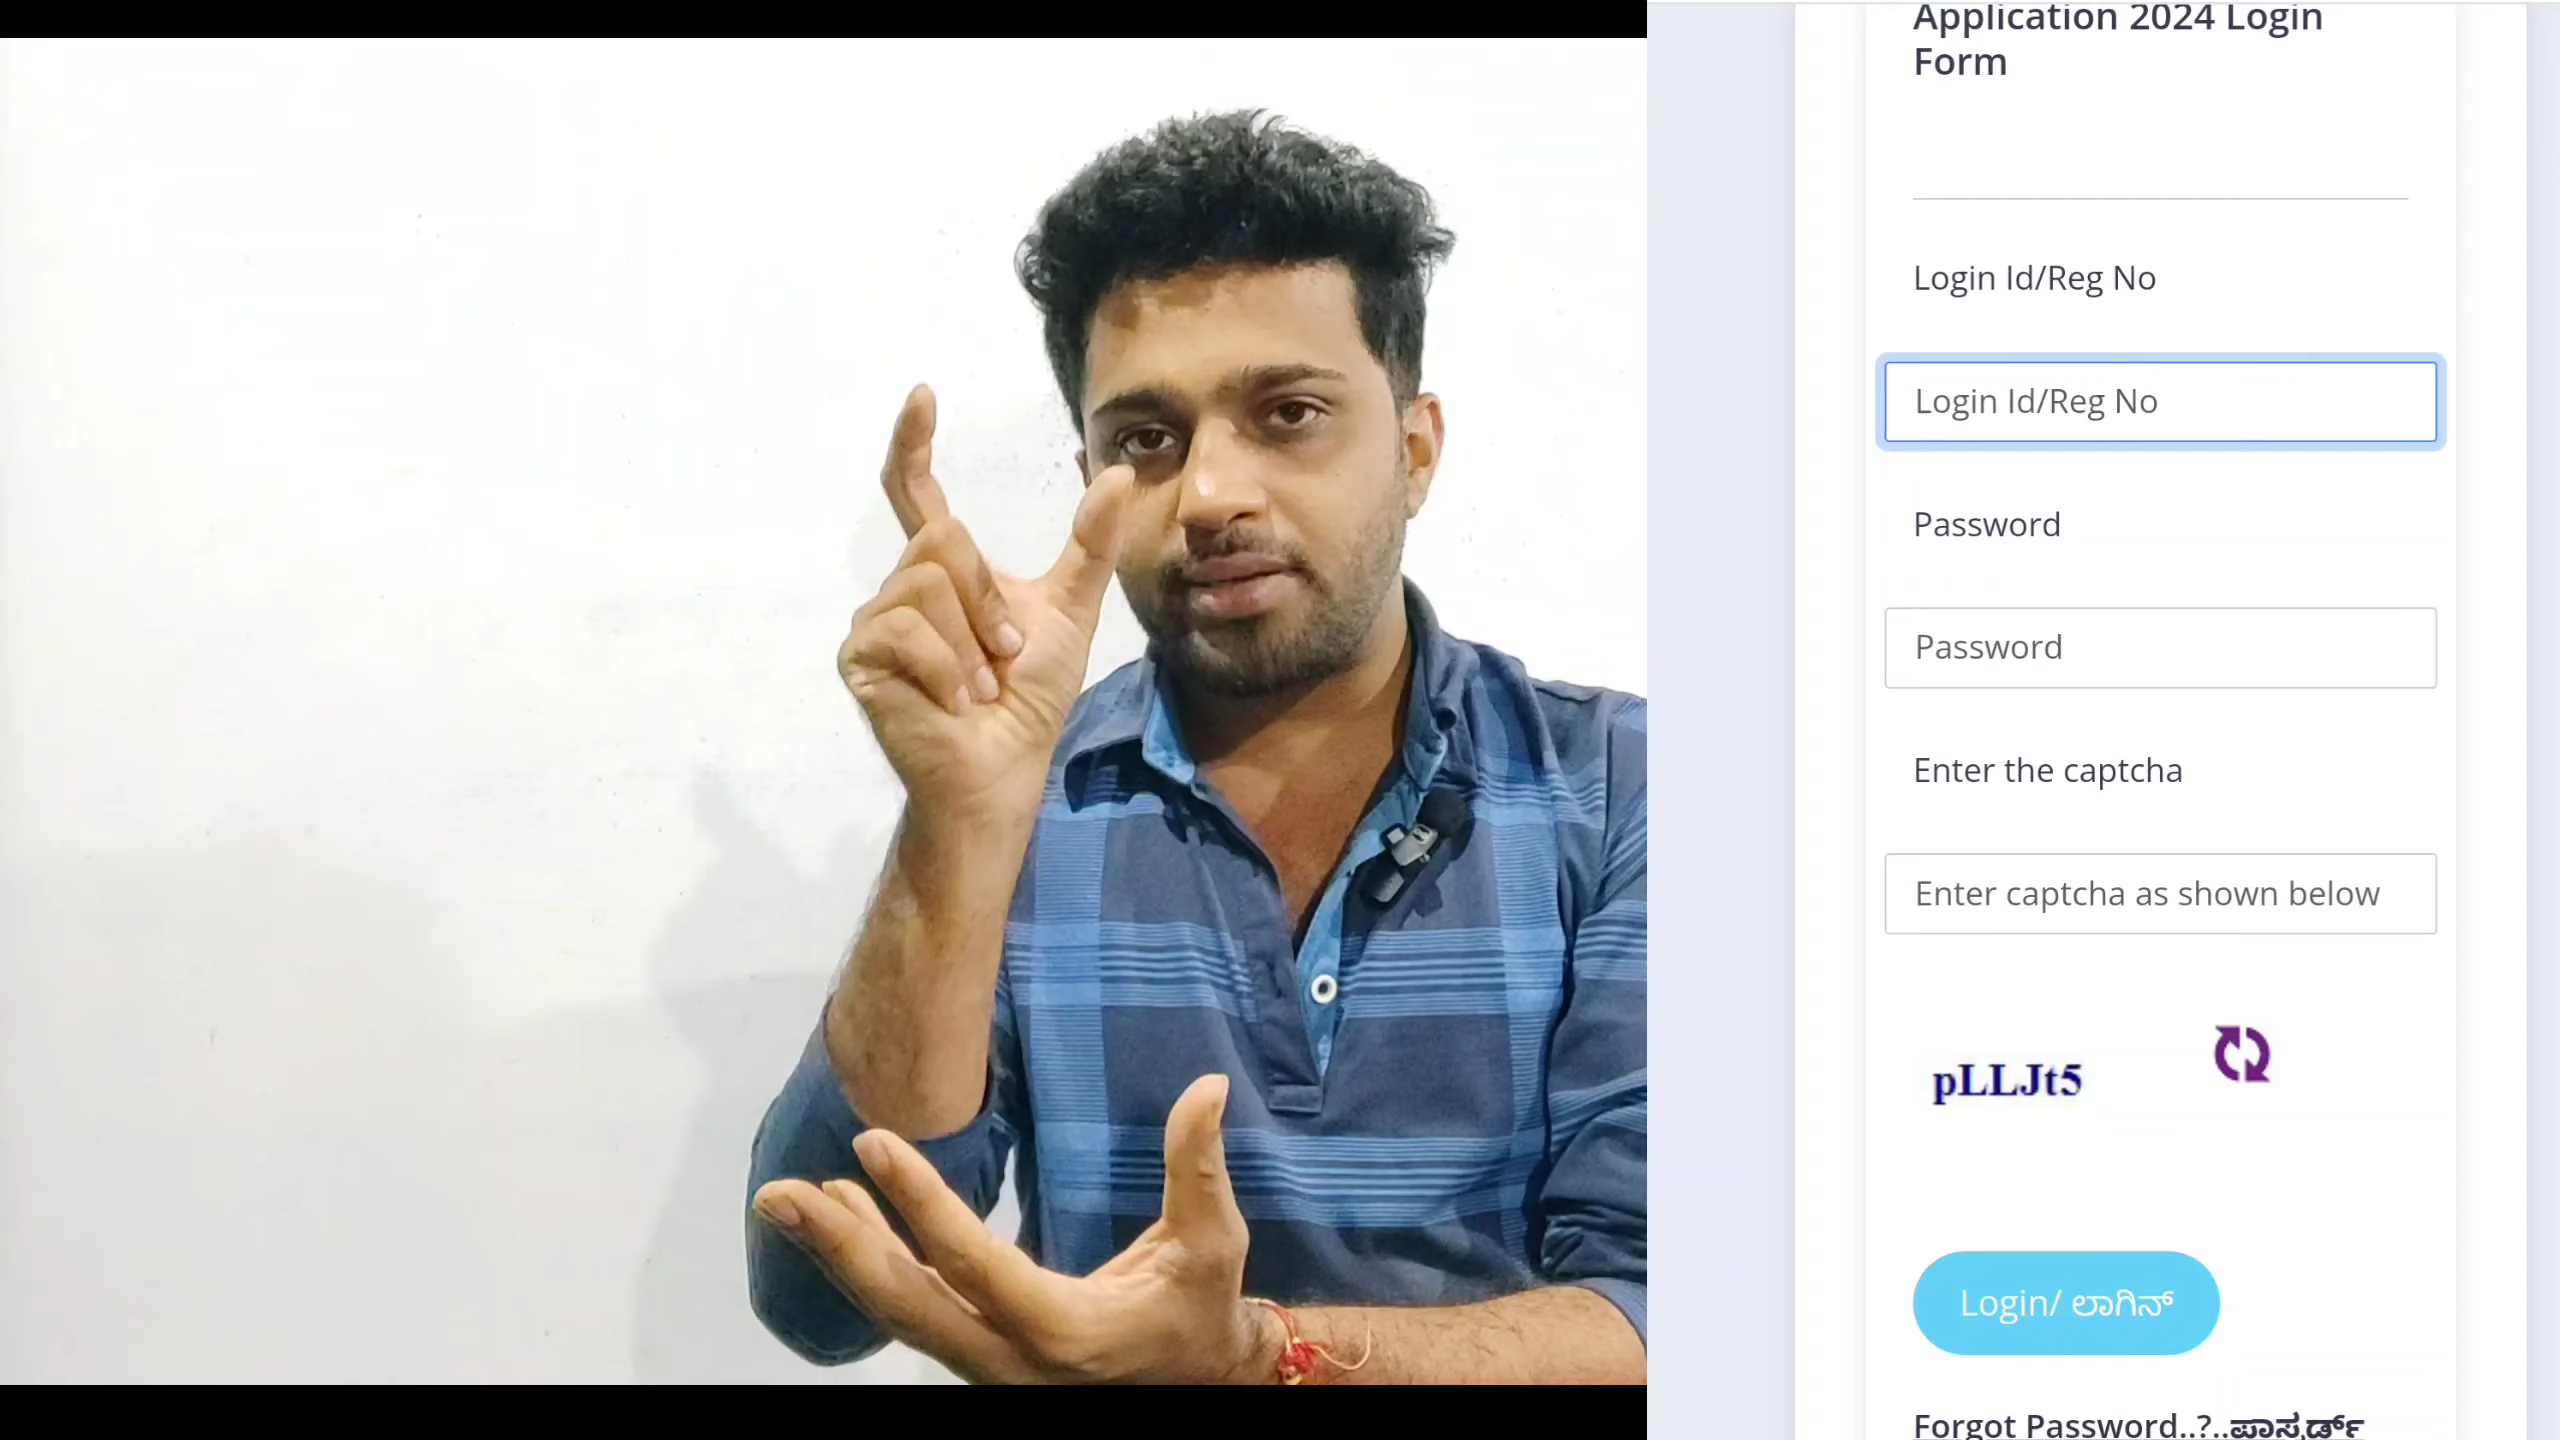 Application 2024 Login
Form
Login Id/Reg No
Login Id/Reg No
Password
Password
Enter the captcha
Enter captcha as shown below
pLLJt5
Login/ ಲಾಗಿನ್
Forgot Password..?..